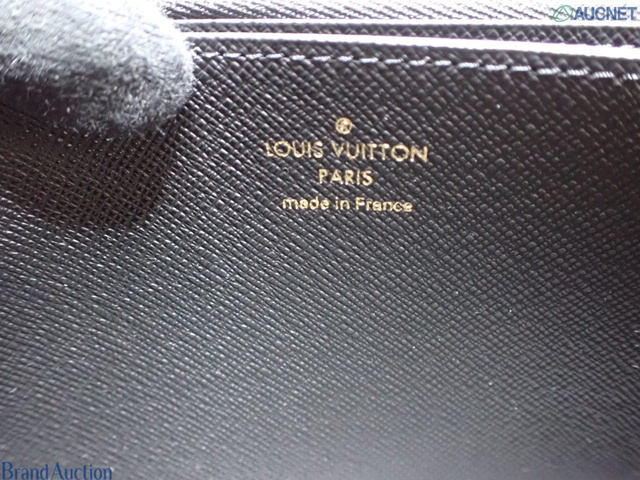 AUCNET
LOUIS VUITTON
PARIS
made in France
Brand Auction